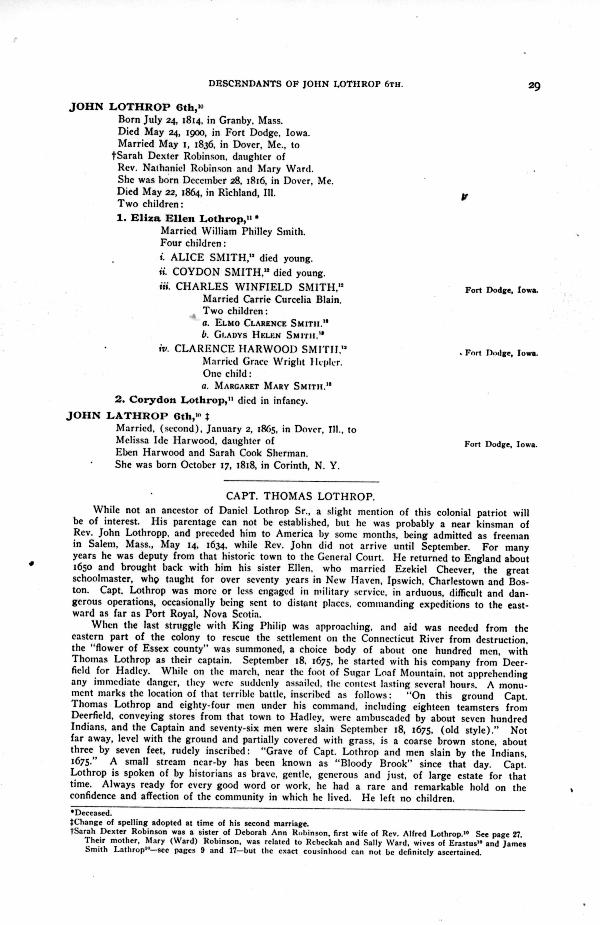 DESCENDANTS OF JOHN LOTHROP 6TH. 29
JOHN LOTHROP 6th,¹⁰
Born July 24, 1814, in Granby, Mass.
Died May 24, 1900, in Fort Dodge, Iowa.
Married May 1, 1836, in Dover, Me., to
†Sarah Dexter Robinson, daughter of
Rev. Nathaniel Robinson and Mary Ward.
She was born December 28, 1816, in Dover, Me.
Died May 22, 1864, in Richland, Ill.
Two children:
1. Eliza Ellen Lothrop,¹¹ *
Married William Philley Smith.
Four children:
i. ALICE SMITH,¹² died young.
ii. COYDON SMITH,¹² died young.
iii. CHARLES WINFIELD SMITH,¹² Fort Dodge, Iowa.
Married Carrie Curcelia Blain.
Two children:
a. ELMO CLARENCE SMITH.¹³
b. GLADYS HELEN SMITH.¹³
iv. CLARENCE HARWOOD SMITH,¹² Fort Dodge, Iowa.
Married Grace Wright Hepler.
One child:
a. MARGARET MARY SMITH.¹³
2. Corydon Lothrop,¹¹ died in infancy.
JOHN LATHROP 6th,¹⁰ ‡
Married, (second), January 2, 1865, in Dover, Ill., to
Melissa Ide Harwood, daughter of Fort Dodge, Iowa.
Eben Harwood and Sarah Cook Sherman.
She was born October 17, 1818, in Corinth, N. Y.
CAPT. THOMAS LOTHROP.
While not an ancestor of Daniel Lothrop Sr., a slight mention of this colonial patriot will
be of interest. His parentage can not be established, but he was probably a near kinsman of
Rev. John Lothropp, and preceded him to America by some months, being admitted as freeman
in Salem, Mass., May 14, 1634, while Rev. John did not arrive until September. For many
years he was deputy from that historic town to the General Court. He returned to England about
1650 and brought back with him his sister Ellen, who married Ezekiel Cheever, the great
schoolmaster, who taught for over seventy years in New Haven, Ipswich, Charlestown and Bos-
ton. Capt. Lothrop was more or less engaged in military service, in arduous, difficult and dan-
gerous operations, occasionally being sent to distant places, commanding expeditions to the east-
ward as far as Port Royal, Nova Scotia.
When the last struggle with King Philip was approaching, and aid was needed from the
eastern part of the colony to rescue the settlement on the Connecticut River from destruction,
the "flower of Essex county" was summoned, a choice body of about one hundred men, with
Thomas Lothrop as their captain. September 18, 1675, he started with his company from Deer-
field for Hadley. While on the march, near the foot of Sugar Loaf Mountain, not apprehending
any immediate danger, they were suddenly assailed, the contest lasting several hours. A monu-
ment marks the location of that terrible battle, inscribed as follows: "On this ground Capt.
Thomas Lothrop and eighty-four men under his command, including eighteen teamsters from
Deerfield, conveying stores from that town to Hadley, were ambuscaded by about seven hundred
Indians, and the Captain and seventy-six men were slain September 18, 1675, (old style)." Not
far away, level with the ground and partially covered with grass, is a coarse brown stone, about
three by seven feet, rudely inscribed: "Grave of Capt. Lothrop and men slain by the Indians,
1675." A small stream near-by has been known as "Bloody Brook" since that day. Capt.
Lothrop is spoken of by historians as brave, gentle, generous and just, of large estate for that
time. Always ready for every good word or work, he had a rare and remarkable hold on the
confidence and affection of the community in which he lived. He left no children.
*Deceased.
‡Change of spelling adopted at time of his second marriage.
†Sarah Dexter Robinson was a sister of Deborah Ann Robinson, first wife of Rev. Alfred Lothrop.¹⁰ See page 27.
Their mother, Mary (Ward) Robinson, was related to Rebeckah and Sally Ward, wives of Erastus¹⁰ and James
Smith Lathrop¹⁰—see pages 9 and 17—but the exact cousinhood can not be definitely ascertained.